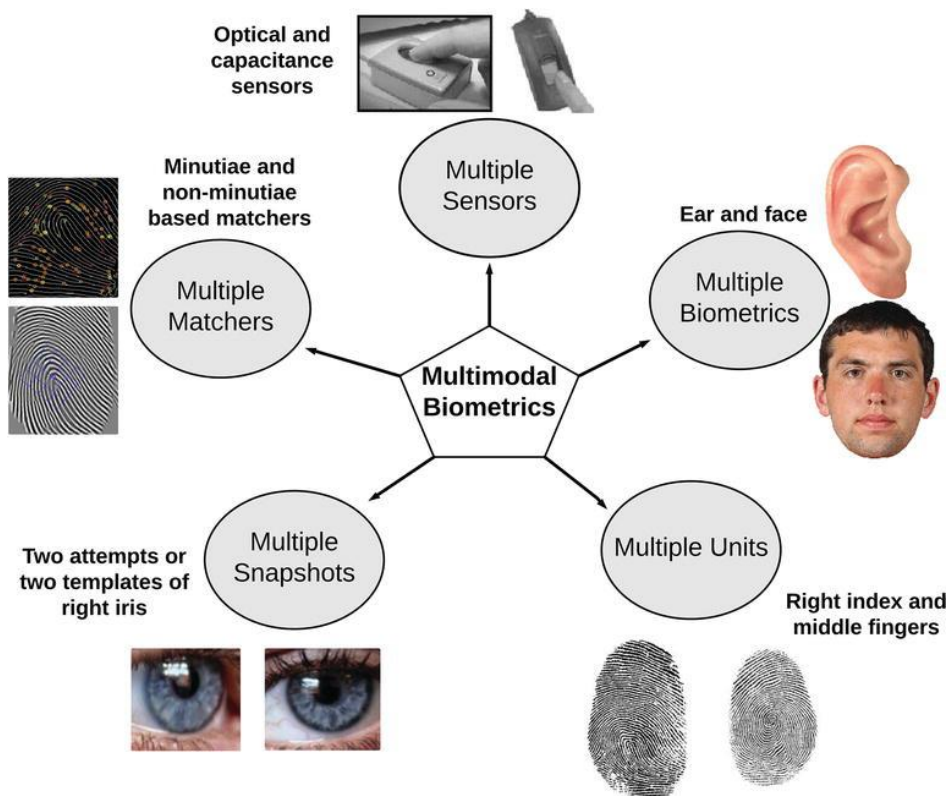 Optical and
capacitance
sensors
Multiple
Sensors
Minutiae and
non-minutiae
based matchers
Multiple
Matchers
Ear and face
Multiple
Biometrics
Multimodal
Biometrics
Two attempts or
two templates of
right iris
Multiple
Snapshots
Multiple Units
Right index and
middle fingers